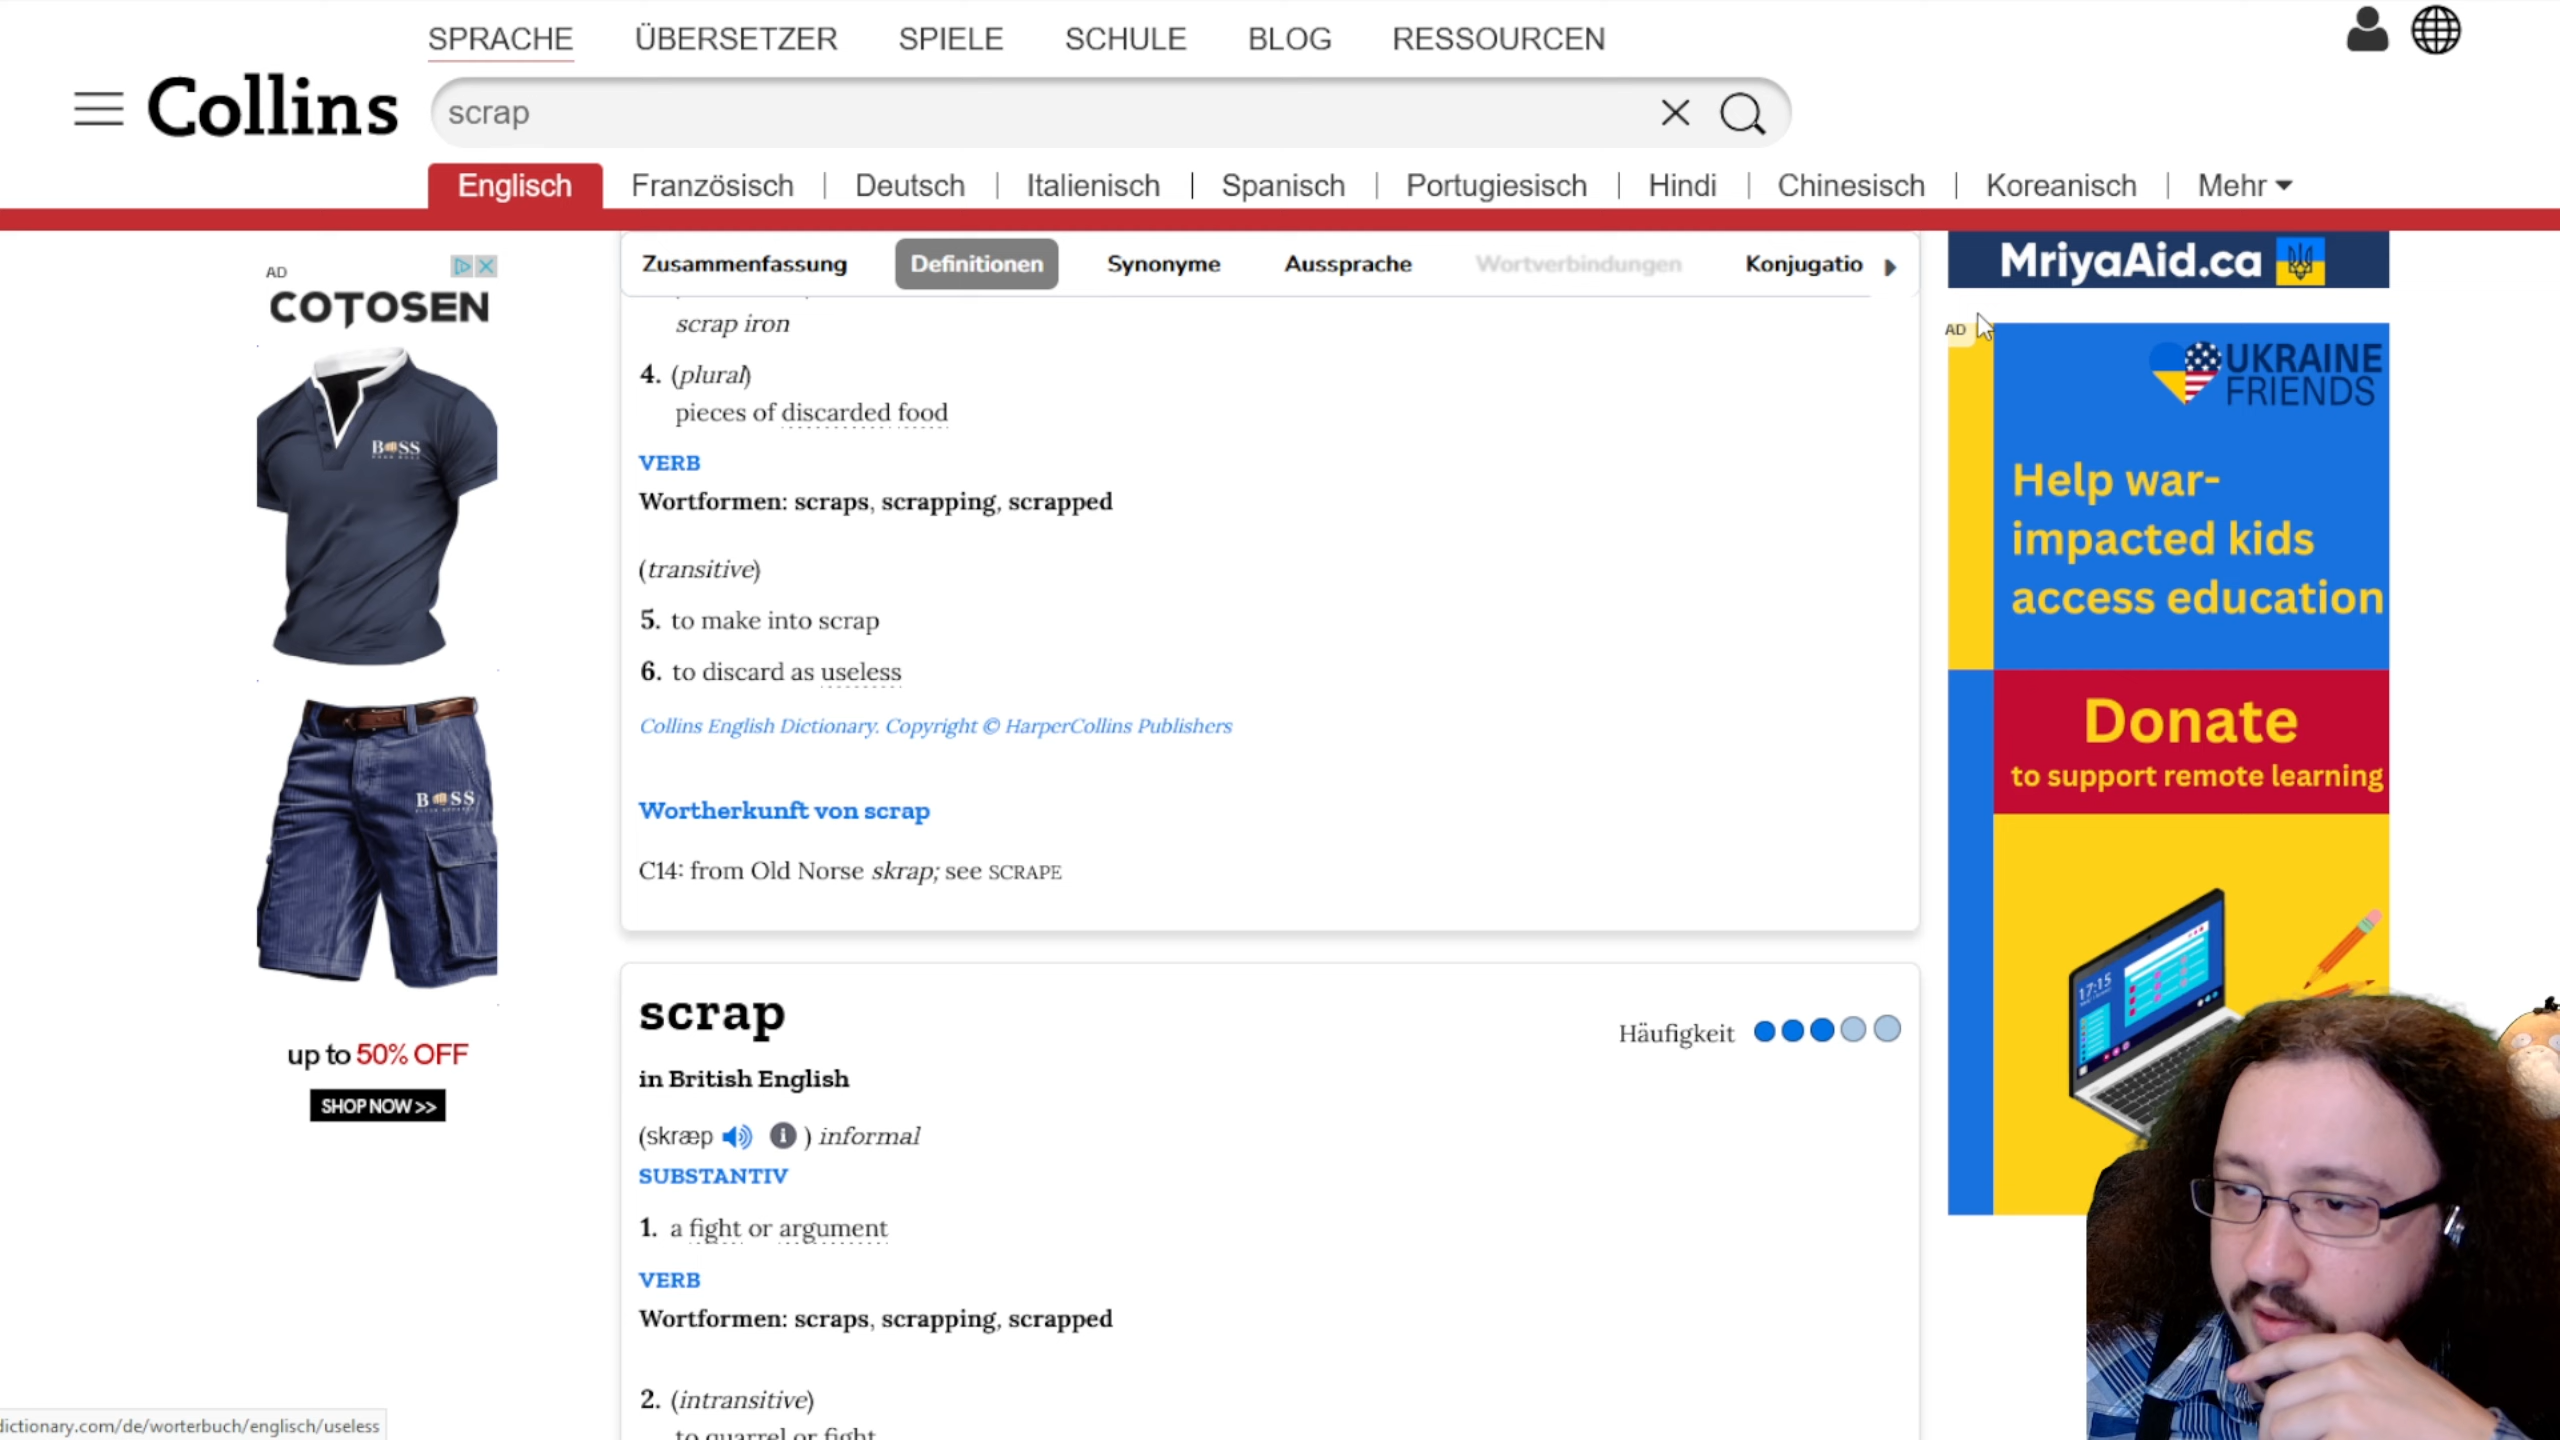 SPRACHE ÜBERSETZER SPIELE SCHULE BLOG RESSOURCEN
Collins
scrap
Englisch Französisch | Deutsch | Italienisch | Spanisch | Portugiesisch | Hindi | Chinesisch | Koreanisch | Mehr
Zusammenfassung Definitionen Synonyme Aussprache Wortverbindungen Konjugatio
scrap iron
4. (plural)
pieces of discarded food
VERB
Wortformen: scraps, scrapping, scrapped
(transitive)
5. to make into scrap
6. to discard as useless
Collins English Dictionary. Copyright © HarperCollins Publishers
Wortherkunft von scrap
C14: from Old Norse skrap; see SCRAPE
scrap
Häufigkeit
in British English
(skræp ) informal
SUBSTANTIV
1. a fight or argument
VERB
Wortformen: scraps, scrapping, scrapped
2. (intransitive)
to quarrel or fight
AD
COTOSEN
BOSS
BOSS
up to 50% OFF
SHOP NOW >>
MriyaAid.ca
AD
UKRAINE
FRIENDS
Help war-
impacted kids
access education
Donate
to support remote learning
17:15
dictionary.com/de/worterbuch/englisch/useless